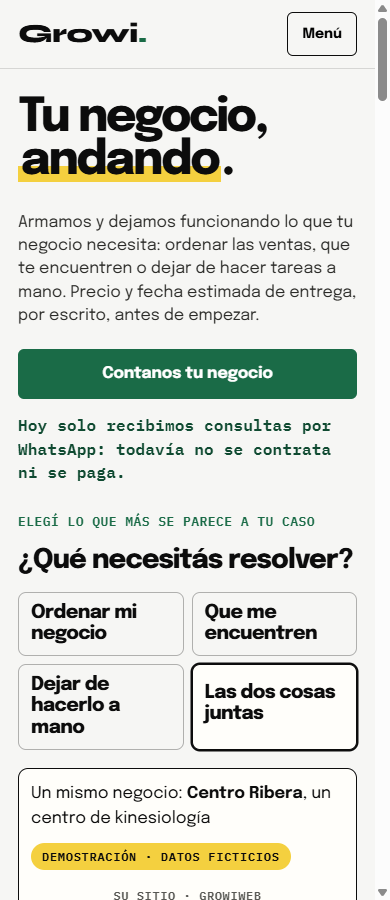 Growi.
Menú
Tu negocio,
andando.
Armamos y dejamos funcionando lo que tu
negocio necesita: ordenar las ventas, que
te encuentren o dejar de hacer tareas a
mano. Precio y fecha estimada de entrega,
por escrito, antes de empezar.
Contanos tu negocio
Hoy solo recibimos consultas por
WhatsApp: todavía no se contrata
ni se paga.
ELEGÍ LO QUE MÁS SE PARECE A TU CASO
¿Qué necesitás resolver?
Ordenar mi
negocio
Que me
encuentren
Dejar de
hacerlo a
mano
Las dos cosas
juntas
Un mismo negocio: Centro Ribera, un
centro de kinesiología
DEMOSTRACIÓN · DATOS FICTICIOS
SU SITIO · GROWIWEB